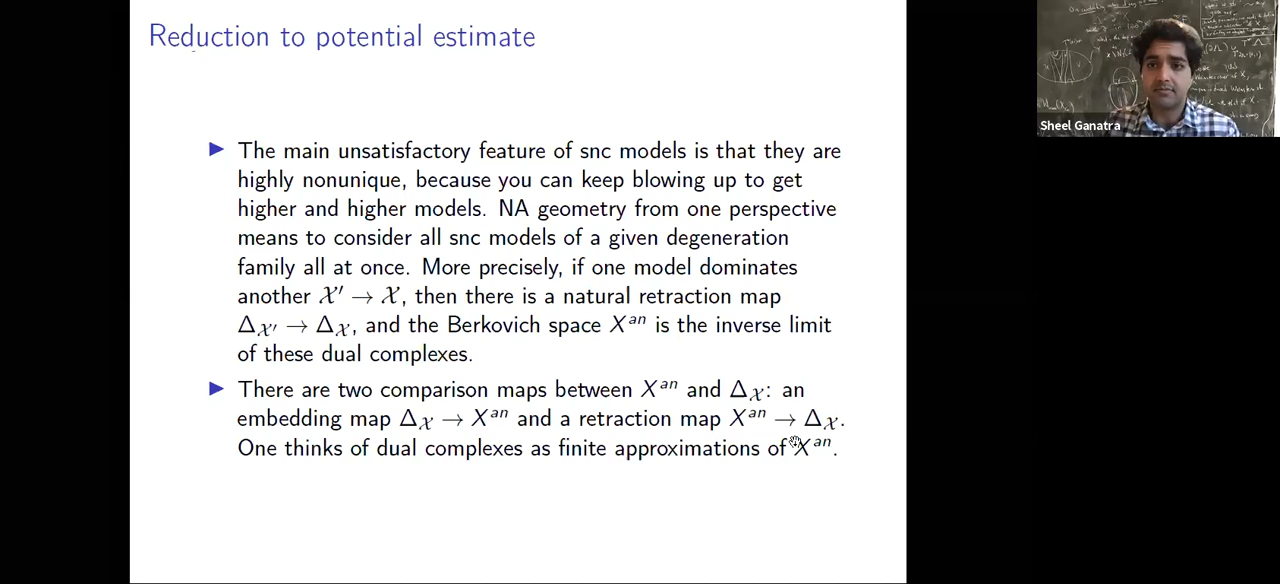 Reduction to potential estimate
▶ The main unsatisfactory feature of snc models is that they are
highly nonunique, because you can keep blowing up to get
higher and higher models. NA geometry from one perspective
means to consider all snc models of a given degeneration
family all at once. More precisely, if one model dominates
another 𝒳′ → 𝒳, then there is a natural retraction map
Δ𝒳′ → Δ𝒳, and the Berkovich space Xᵃⁿ is the inverse limit
of these dual complexes.
▶ There are two comparison maps between Xᵃⁿ and Δ𝒳: an
embedding map Δ𝒳 → Xᵃⁿ and a retraction map Xᵃⁿ → Δ𝒳.
One thinks of dual complexes as finite approximations of Xᵃⁿ.
Sheel Ganatra